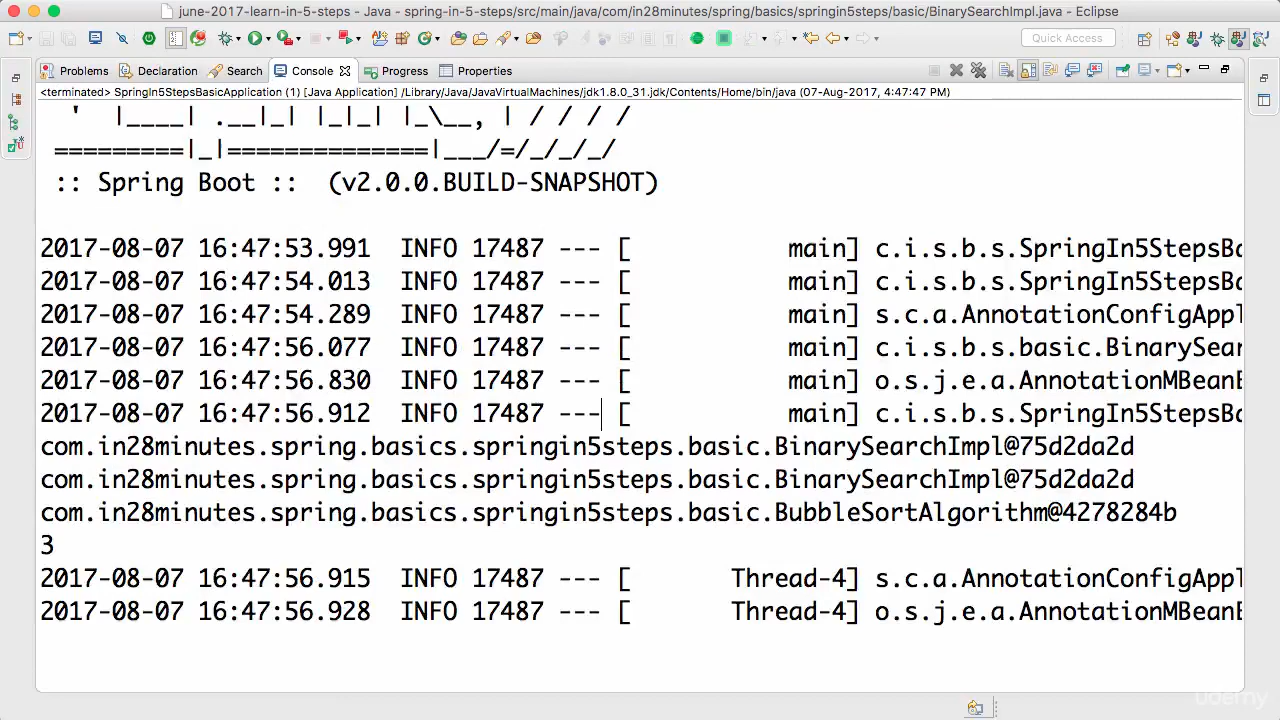 june-2017-learn-in-5-steps - Java - spring-in-5-steps/src/main/java/com/in28minutes/spring/basics/springin5steps/basic/BinarySearchImpl.java - Eclipse
Quick Access
Problems Declaration Search Console Progress Properties
<terminated> SpringIn5StepsBasicApplication (1) [Java Application] /Library/Java/JavaVirtualMachines/jdk1.8.0_31.jdk/Contents/Home/bin/java (07-Aug-2017, 4:47:47 PM)
' |____| .__|_| |_|_| |_\__, | / / / /
=========|_|==============|___/=/_/_/_/
:: Spring Boot :: (v2.0.0.BUILD-SNAPSHOT)
2017-08-07 16:47:53.991 INFO 17487 --- [ main] c.i.s.b.s.SpringIn5StepsBa
2017-08-07 16:47:54.013 INFO 17487 --- [ main] c.i.s.b.s.SpringIn5StepsBa
2017-08-07 16:47:54.289 INFO 17487 --- [ main] s.c.a.AnnotationConfigAppl
2017-08-07 16:47:56.077 INFO 17487 --- [ main] c.i.s.b.s.basic.BinarySear
2017-08-07 16:47:56.830 INFO 17487 --- [ main] o.s.j.e.a.AnnotationMBeanE
2017-08-07 16:47:56.912 INFO 17487 --- [ main] c.i.s.b.s.SpringIn5StepsBa
com.in28minutes.spring.basics.springin5steps.basic.BinarySearchImpl@75d2da2d
com.in28minutes.spring.basics.springin5steps.basic.BinarySearchImpl@75d2da2d
com.in28minutes.spring.basics.springin5steps.basic.BubbleSortAlgorithm@4278284b
3
2017-08-07 16:47:56.915 INFO 17487 --- [ Thread-4] s.c.a.AnnotationConfigAppl
2017-08-07 16:47:56.928 INFO 17487 --- [ Thread-4] o.s.j.e.a.AnnotationMBeanE
udemy